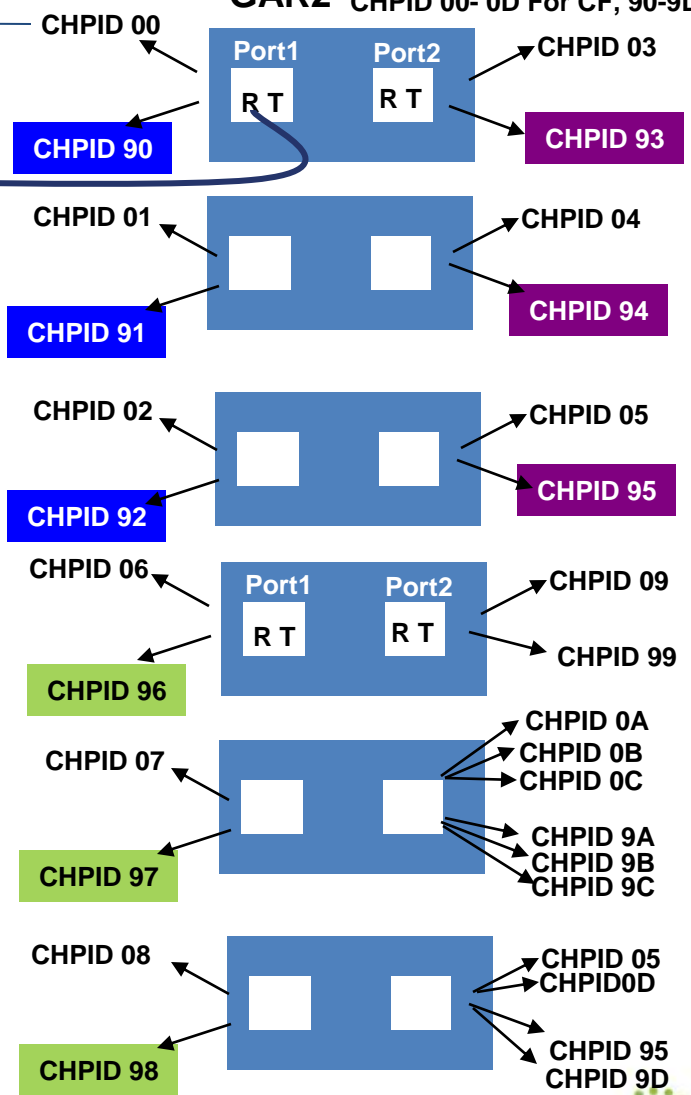 GAR2 CHPID 00- 0D For CF, 90-9D
CHPID 00
Port1
Port2
CHPID 03
R T
R T
CHPID 90
CHPID 93
CHPID 01
CHPID 04
CHPID 91
CHPID 94
CHPID 02
CHPID 05
CHPID 92
CHPID 95
CHPID 06
Port1
Port2
CHPID 09
R T
R T
CHPID 99
CHPID 96
CHPID 0A
CHPID 07
CHPID 0B
CHPID 0C
CHPID 9A
CHPID 9B
CHPID 97
CHPID 9C
CHPID 08
CHPID 05
CHPID0D
CHPID 98
CHPID 95
CHPID 9D